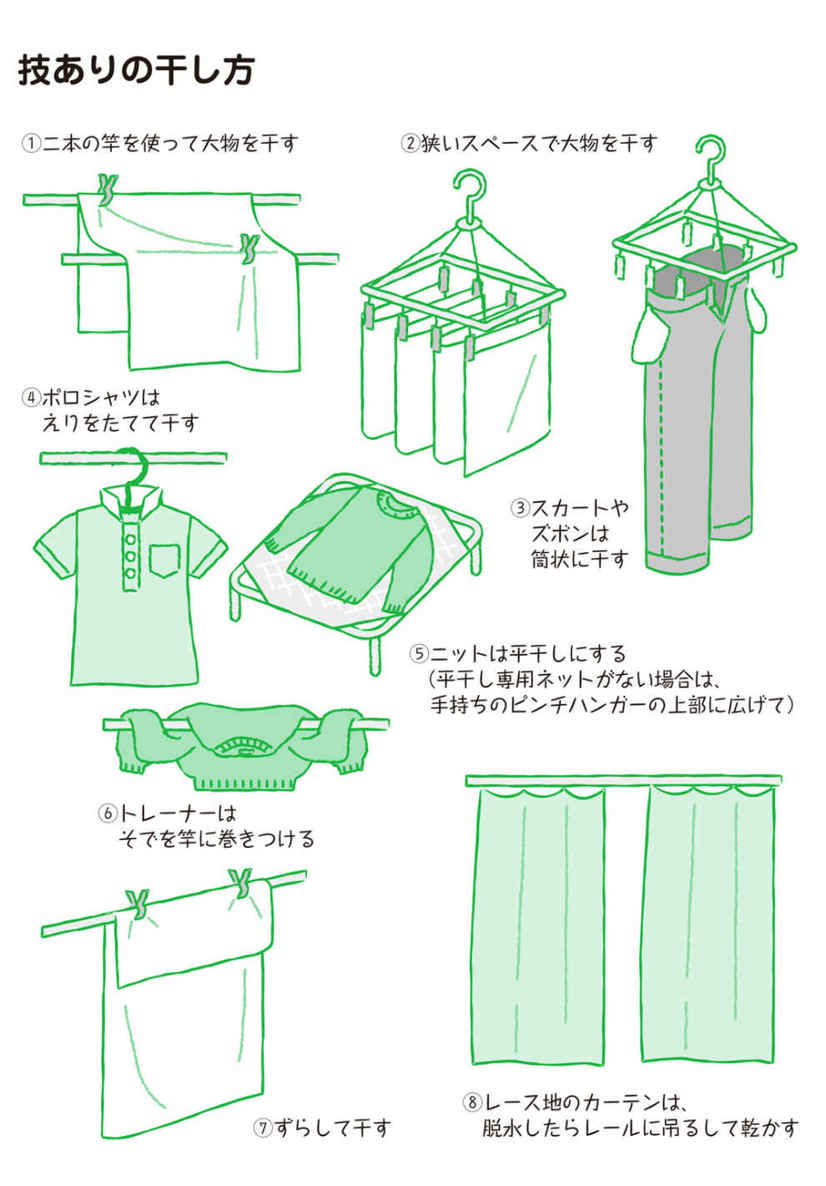 技ありの干し方
①二本の竿を使って大物を干す
②狭いスペースで大物を干す
③スカートや
ズボンは
筒状に干す
④ポロシャツは
えりをたてて干す
⑤ニットは平干しにする
（平干し専用ネットがない場合は、
手持ちのピンチハンガーの上部に広げて）
⑥トレーナーは
そでを竿に巻きつける
⑦ずらして干す
⑧レース地のカーテンは、
脱水したらレールに吊るして乾かす